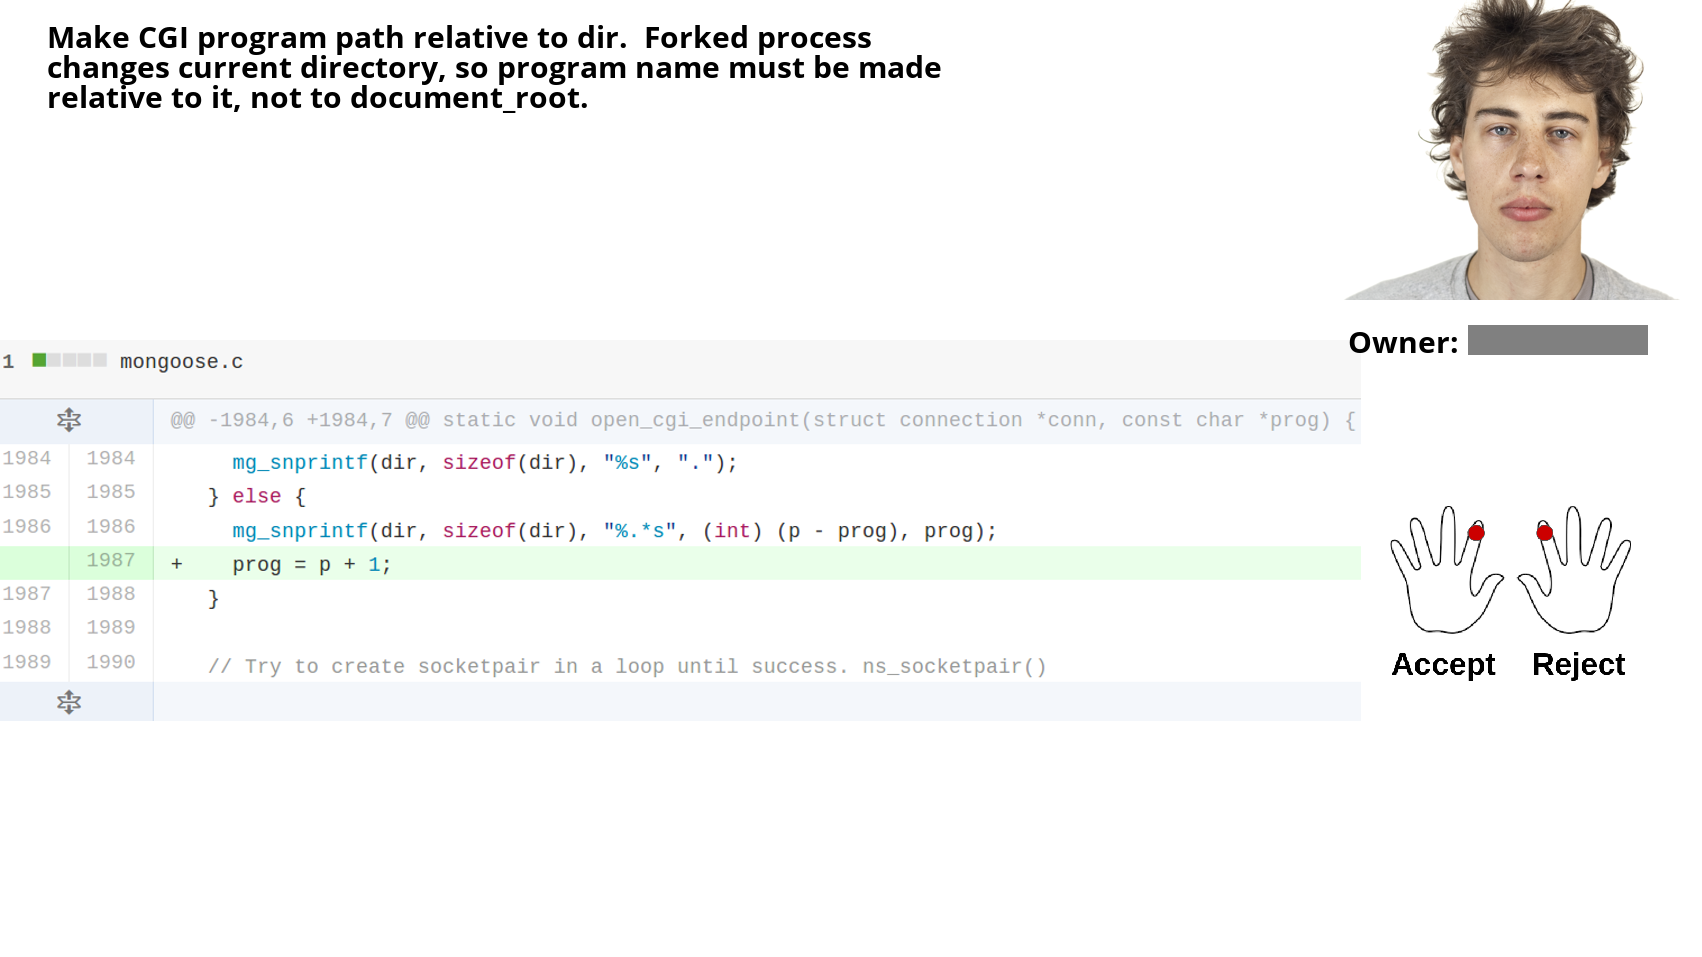 Make CGI program path relative to dir.  Forked process
changes current directory, so program name must be made
relative to it, not to document_root.
Owner:
1 mongoose.c
@@ -1984,6 +1984,7 @@ static void open_cgi_endpoint(struct connection *conn, const char *prog) {
1984 1984 mg_snprintf(dir, sizeof(dir), "%s", ".");
1985 1985 } else {
1986 1986 mg_snprintf(dir, sizeof(dir), "%.*s", (int) (p - prog), prog);
1987 + prog = p + 1;
1987 1988 }
1988 1989
1989 1990 // Try to create socketpair in a loop until success. ns_socketpair()
Accept Reject